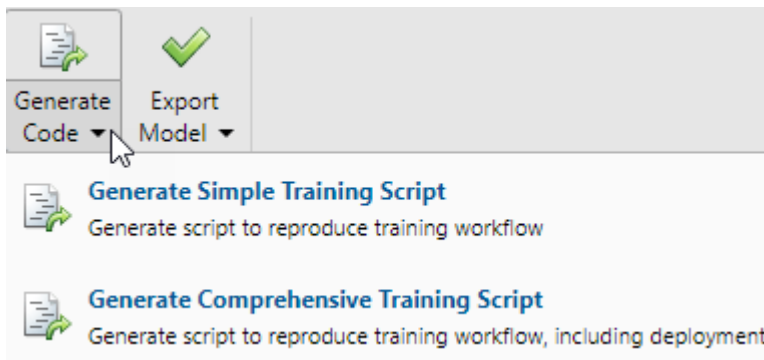 Generate Export
Code Model
Generate Simple Training Script
Generate script to reproduce training workflow
Generate Comprehensive Training Script
Generate script to reproduce training workflow, including deployment